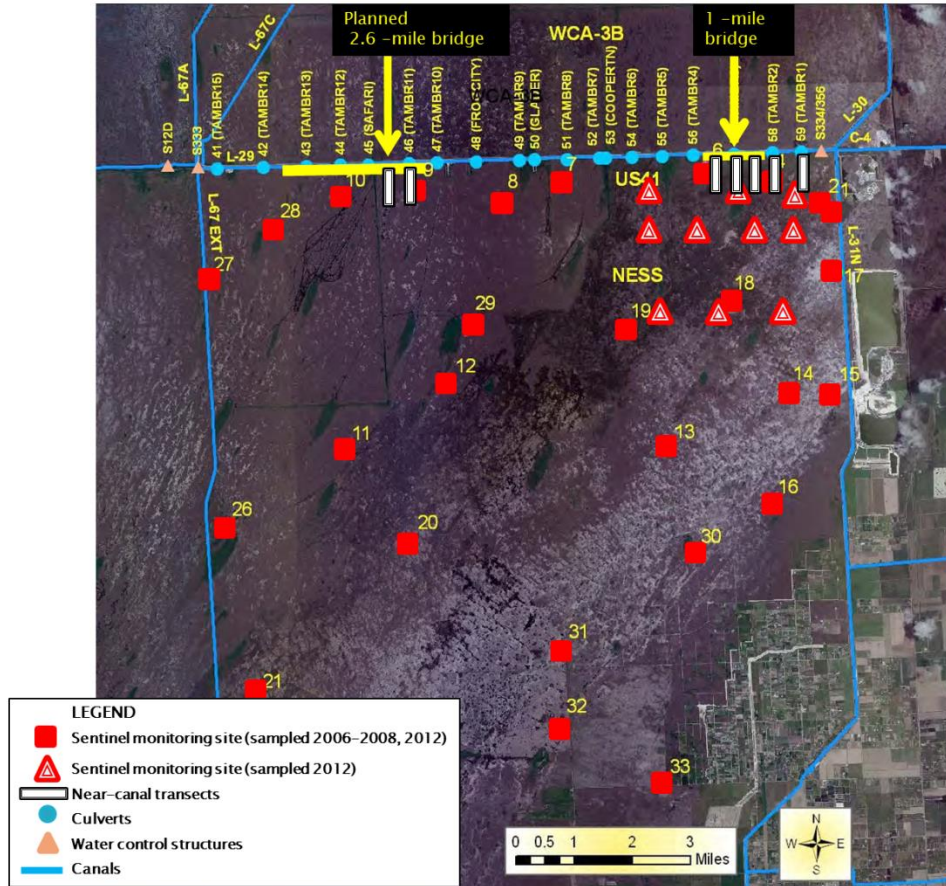 Planned
2.6 -mile bridge
1 -mile
bridge
WCA-3B
L-67C
L-67A
L-30
C-4
S12D
S333
41 (TAMBR15)
42 (TAMBR14)
43 (TAMBR13)
44 (TAMBR12)
45 (SAFARI)
46 (TAMBR11)
47 (TAMBR10)
48 (FROGCITY)
49 (TAMBR9)
50 (GLADER)
51 (TAMBR8)
52 (TAMBR7)
53 (COOPERTN)
54 (TAMBR6)
55 (TAMBR5)
56 (TAMBR4)
58 (TAMBR2)
59 (TAMBR1)
S334/356
L-29
L-67 EXT
US41
NESS
L-31N
10
9
8
7
6
4
21
28
27
17
29
18
19
12
14
15
11
13
26
20
16
30
31
21
32
33
LEGEND
Sentinel monitoring site (sampled 2006-2008, 2012)
Sentinel monitoring site (sampled 2012)
Near-canal transects
Culverts
Water control structures
Canals
0 0.5 1 2 3
Miles
N
W E
S